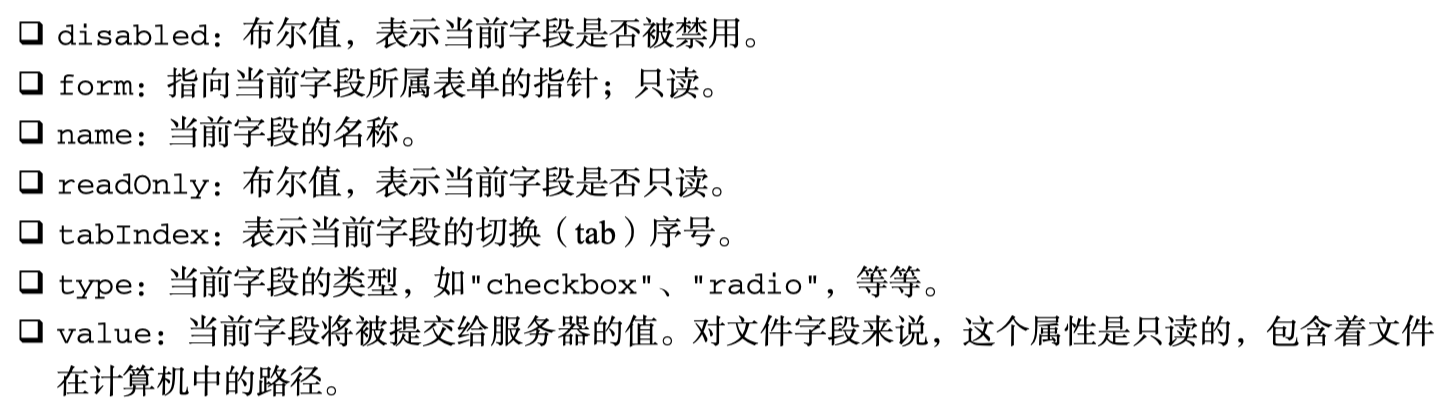 ❑ disabled：布尔值，表示当前字段是否被禁用。
❑ form：指向当前字段所属表单的指针；只读。
❑ name：当前字段的名称。
❑ readOnly：布尔值，表示当前字段是否只读。
❑ tabIndex：表示当前字段的切换（tab）序号。
❑ type：当前字段的类型，如"checkbox"、"radio"，等等。
❑ value：当前字段将被提交给服务器的值。对文件字段来说，这个属性是只读的，包含着文件
在计算机中的路径。